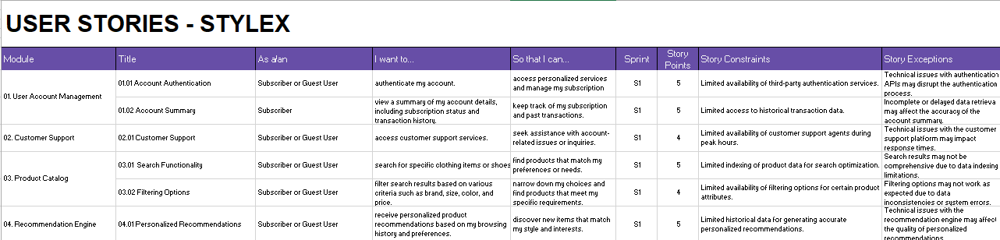 USER STORIES - STYLEX
Module Title As a/an I want to... So that I can... Sprint Story Points Story Constraints Story Exceptions
01. User Account Management
01.01 Account Authentication
Subscriber or Guest User
authenticate my account.
access personalized services
and manage my subscription
S1
5
Limited availability of third-party authentication services.
Technical issues with authentication
APIs may disrupt the authentication
process.
01.02 Account Summary
Subscriber
view a summary of my account details,
including subscription status and
transaction history.
keep track of my subscription
and past transactions.
S1
5
Limited access to historical transaction data.
Incomplete or delayed data retrieva
may affect the accuracy of the
account summary.
02. Customer Support
02.01 Customer Support
Subscriber or Guest User
access customer support services.
seek assistance with account-
related issues or inquiries.
S1
4
Limited availability of customer support agents during
peak hours.
Technical issues with the customer
support platform may impact
response times.
03. Product Catalog
03.01 Search Functionality
Subscriber or Guest User
search for specific clothing items or shoes
find products that match my
preferences or needs.
S1
5
Limited indexing of product data for search optimization.
Search results may not be
comprehensive due to data indexing
limitations.
03.02 Filtering Options
Subscriber or Guest User
filter search results based on various
criteria such as brand, size, color, and
price.
narrow down my choices and
find products that meet my
specific requirements.
S1
4
Limited availability of filtering options for certain product
attributes.
Filtering options may not work as
expected due to data
inconsistencies or system errors.
04. Recommendation Engine
04.01 Personalized Recommendations
Subscriber or Guest User
receive personalized product
recommendations based on my browsing
history and preferences.
discover new items that match
my style and interests.
S1
5
Limited historical data for generating accurate
personalized recommendations.
Technical issues with the
recommendation engine may affect
the quality of personalized
recommendations.